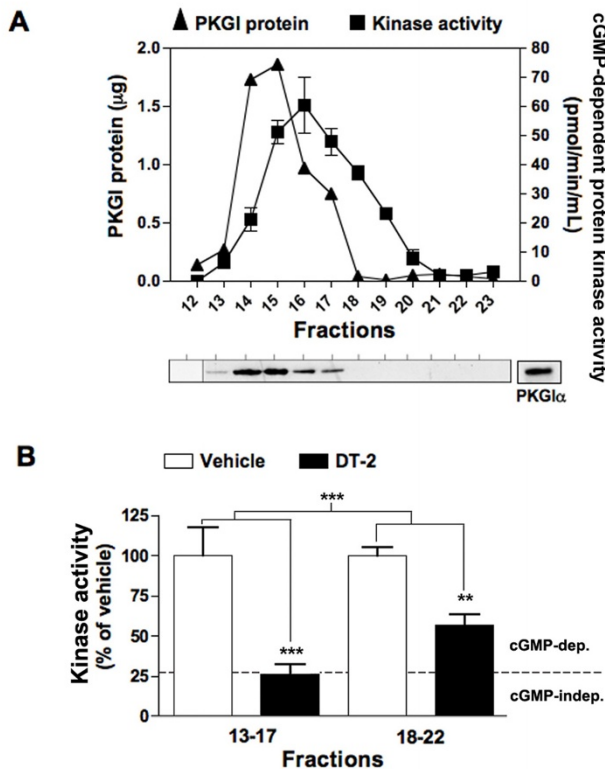 A
PKGI protein
Kinase activity
PKGI protein (µg)
2.0
1.5
1.0
0.5
0.0
80
70
60
50
40
30
20
10
0
cGMP-dependent protein kinase activity
(pmol/min/mL)
12 13 14 15 16 17 18 19 20 21 22 23
Fractions
PKGIα
B
Vehicle
DT-2
Kinase activity
(% of vehicle)
125
100
75
50
25
0
***
***
**
cGMP-dep.
cGMP-indep.
13-17 18-22
Fractions